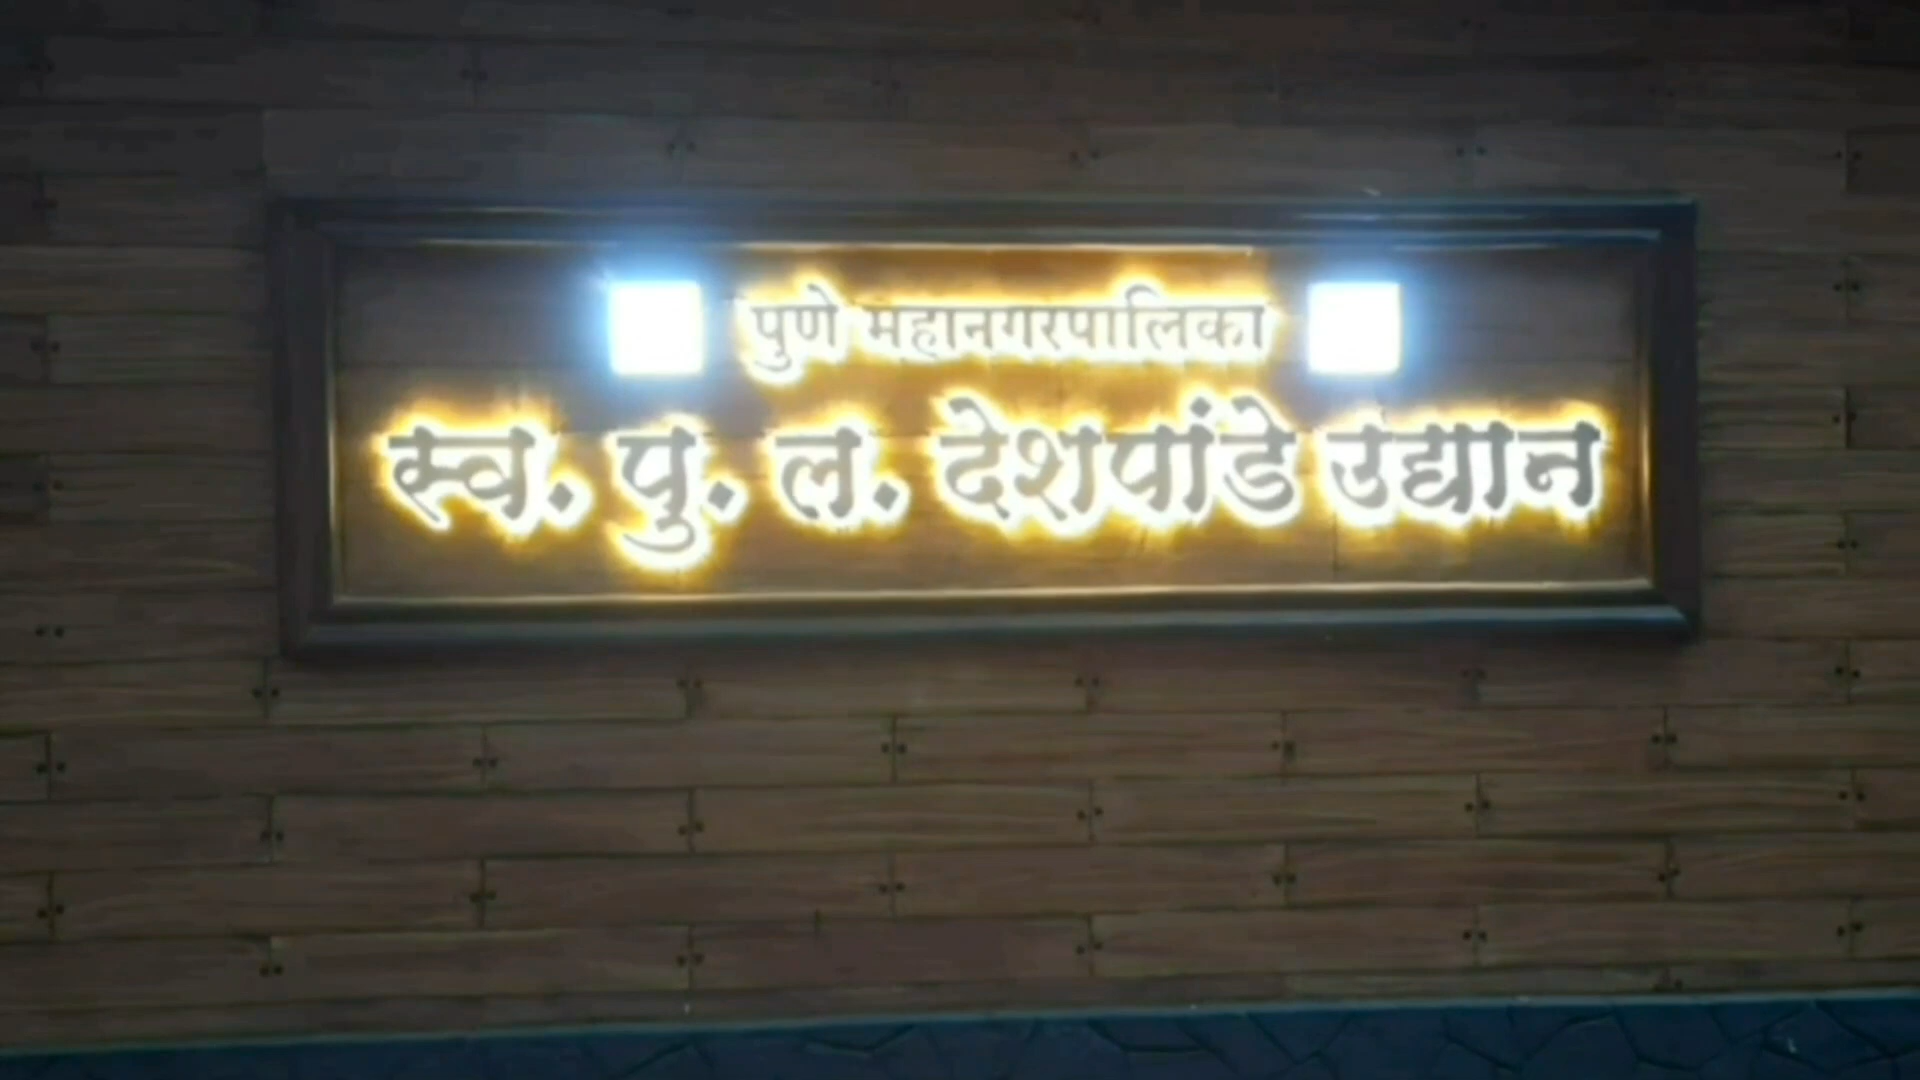 पुणे महानगरपालिका
स्व. पु. ल. देशपांडे उद्यान